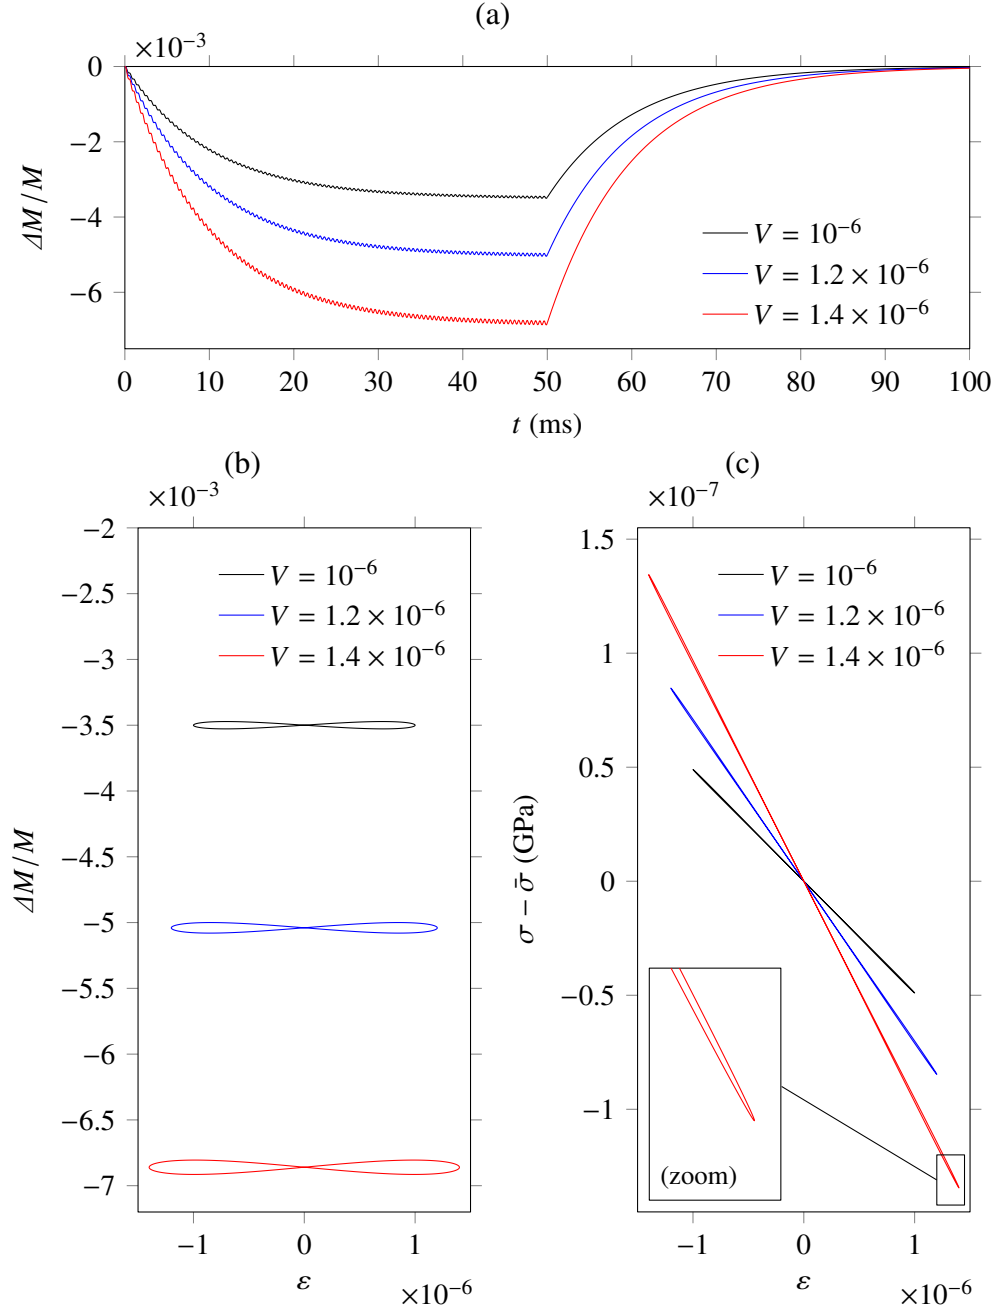 (a)
×10⁻³
0
−2
−4
−6
ΔM/M
V = 10⁻⁶
V = 1.2 × 10⁻⁶
V = 1.4 × 10⁻⁶
0 10 20 30 40 50 60 70 80 90 100
t (ms)
(b)
×10⁻³
−2
−2.5
−3
−3.5
−4
−4.5
−5
−5.5
−6
−6.5
−7
ΔM/M
V = 10⁻⁶
V = 1.2 × 10⁻⁶
V = 1.4 × 10⁻⁶
−1 0 1
ε
×10⁻⁶
(c)
×10⁻⁷
1.5
1
0.5
0
−0.5
−1
σ − σ̄ (GPa)
V = 10⁻⁶
V = 1.2 × 10⁻⁶
V = 1.4 × 10⁻⁶
(zoom)
−1 0 1
ε
×10⁻⁶